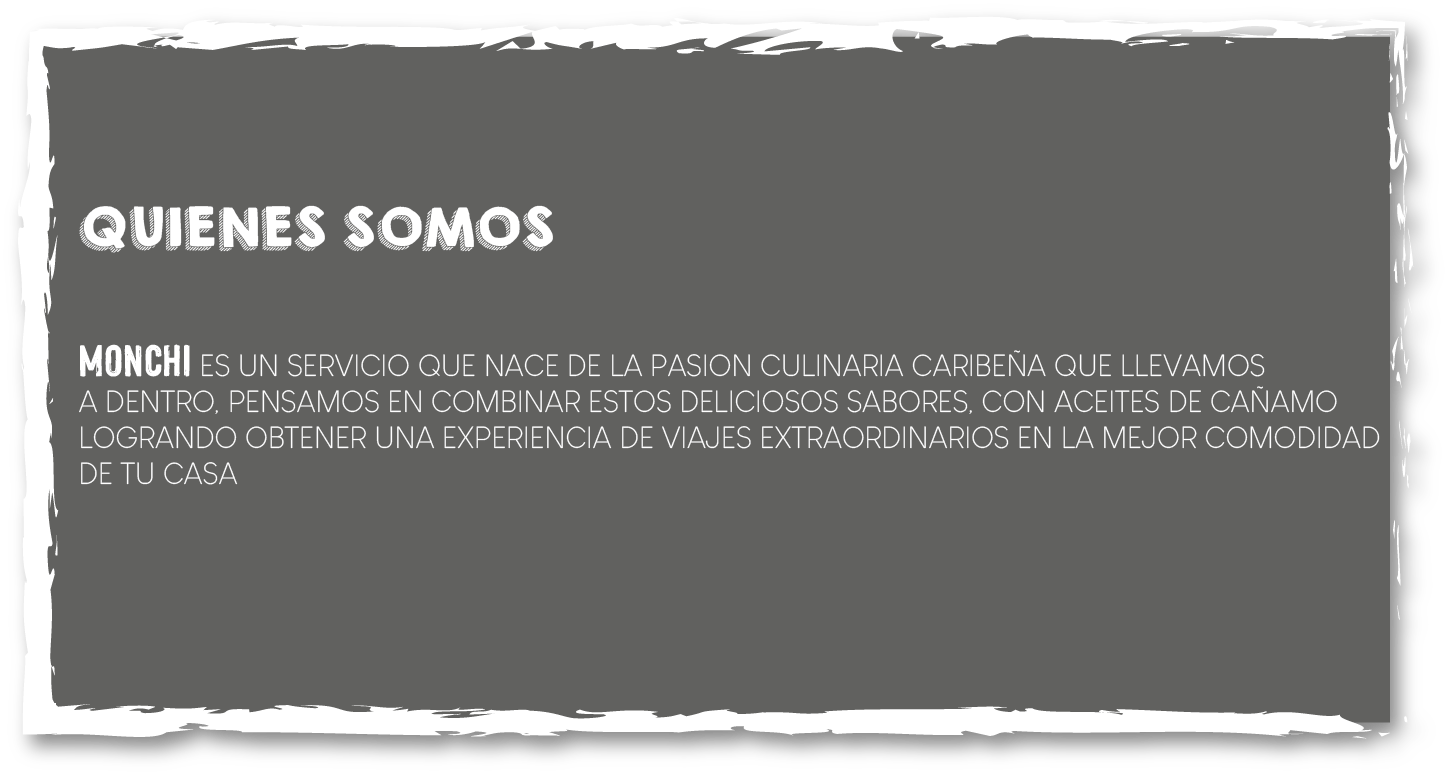 QUIENES SOMOS
MONCHI ES UN SERVICIO QUE NACE DE LA PASION CULINARIA CARIBEÑA QUE LLEVAMOS
A DENTRO, PENSAMOS EN COMBINAR ESTOS DELICIOSOS SABORES, CON ACEITES DE CAÑAMO
LOGRANDO OBTENER UNA EXPERIENCIA DE VIAJES EXTRAORDINARIOS EN LA MEJOR COMODIDAD
DE TU CASA